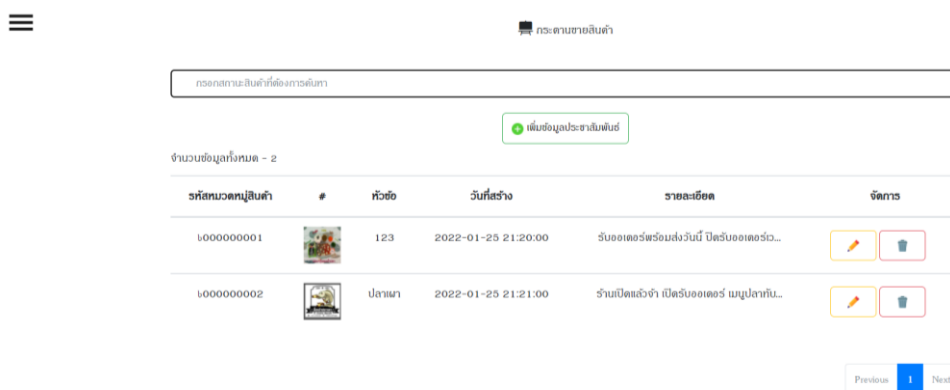 กระดานขายสินค้า
กรอกสถานะสินค้าที่ต้องการค้นหา
เพิ่มข้อมูลประชาสัมพันธ์
จำนวนข้อมูลทั้งหมด - 2
รหัสหมวดหมู่สินค้า # หัวข้อ วันที่สร้าง รายละเอียด จัดการ
b000000001 123 2022-01-25 21:20:00 รับออเดอร์พร้อมส่งวันนี้ ปิดรับออเดอร์เว...
b000000002 ปลาเผา 2022-01-25 21:21:00 ร้านเปิดแล้วจ้า เปิดรับออเดอร์ เมนูปลาทับ...
Previous 1 Next